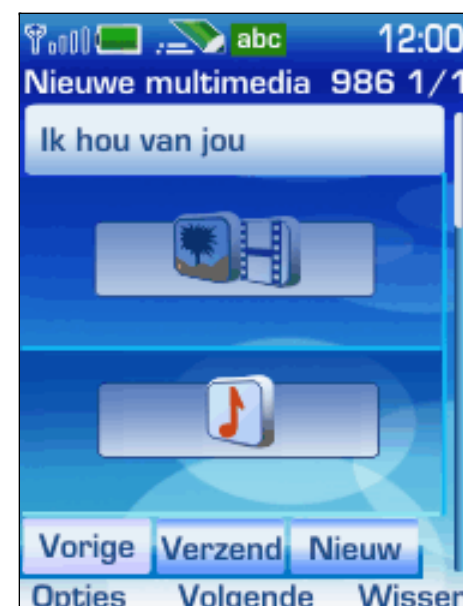 abc 12:00
Nieuwe multimedia 986 1/1
Ik hou van jou
Vorige Verzend Nieuw
Opties Volgende Wissen